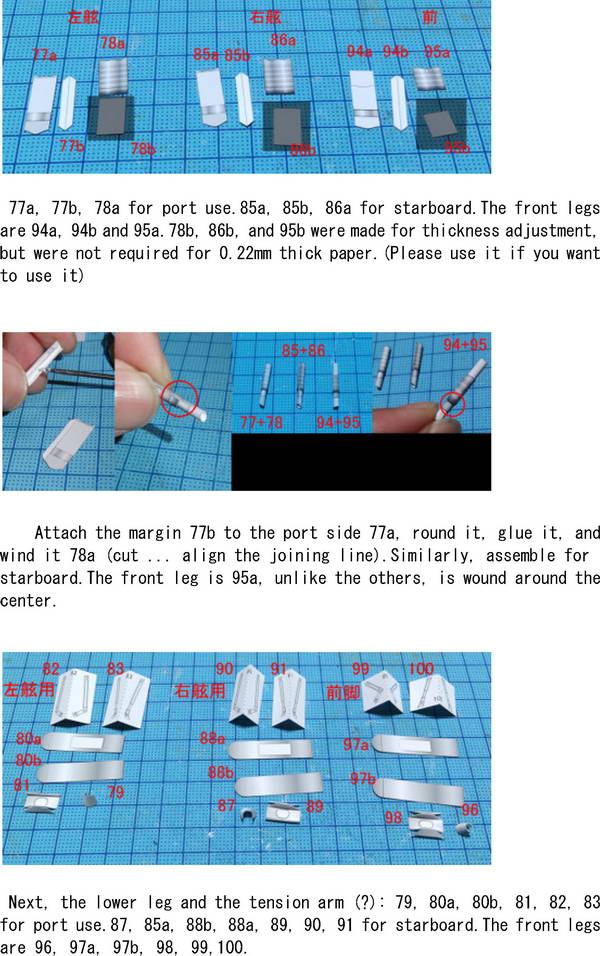 左舷 右舷 前
77a 78a 85a 85b 86a 94a 94b 95a
77b 78b 86b 95b
77a, 77b, 78a for port use.85a, 85b, 86a for starboard.The front legs
are 94a, 94b and 95a.78b, 86b, and 95b were made for thickness adjustment,
but were not required for 0.22mm thick paper.(Please use it if you want
to use it)
85+86 94+95
77+78 94+95
Attach the margin 77b to the port side 77a, round it, glue it, and
wind it 78a (cut ... align the joining line).Similarly, assemble for
starboard.The front leg is 95a, unlike the others, is wound around the
center.
82 83 90 91 99 100
左舷用 右舷用 前脚
80a 88a 97a
80b 88b 97b
81 79 87 89 98 96
Next, the lower leg and the tension arm (?): 79, 80a, 80b, 81, 82, 83
for port use.87, 85a, 88b, 88a, 89, 90, 91 for starboard.The front legs
are 96, 97a, 97b, 98, 99,100.